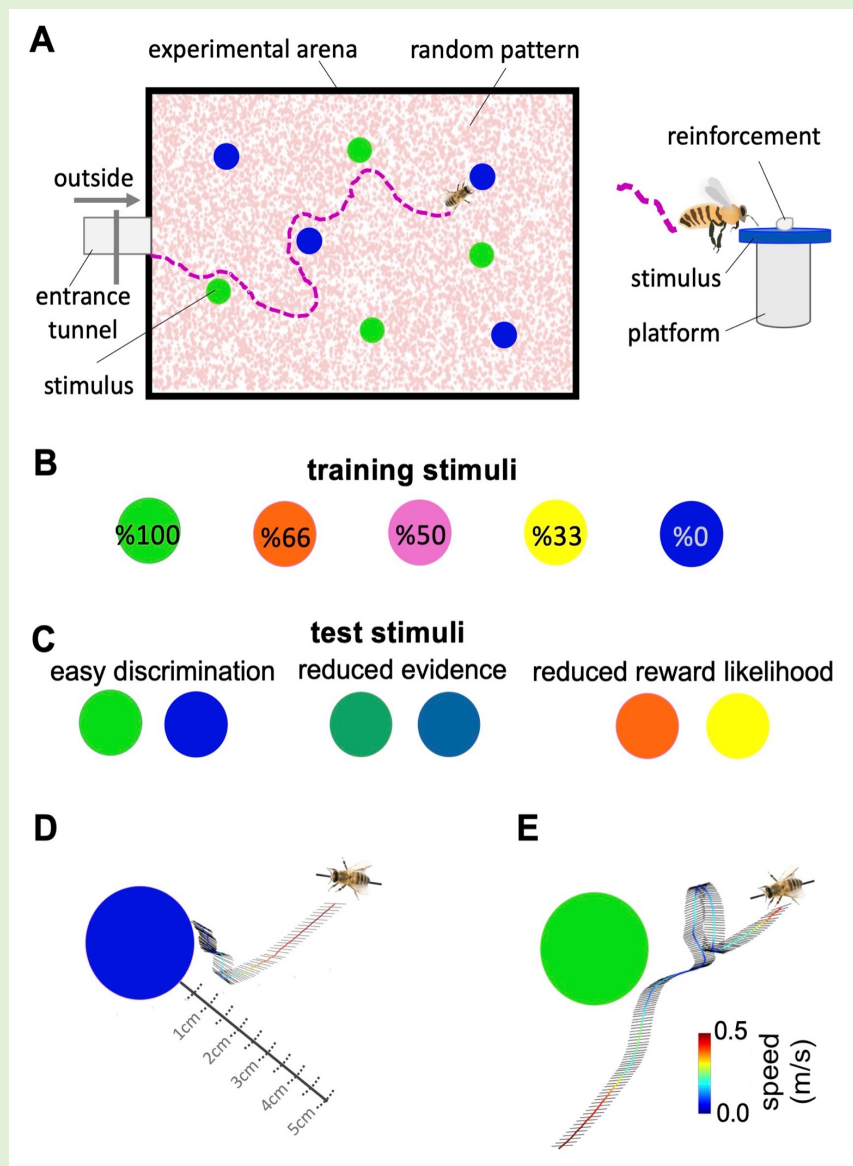 A
experimental arena
random pattern
reinforcement
outside
entrance
tunnel
stimulus
stimulus
platform
B
training stimuli
%100
%66
%50
%33
%0
C
test stimuli
easy discrimination
reduced evidence
reduced reward likelihood
D
E
1cm
2cm
3cm
4cm
5cm
0.5
0.0
speed
(m/s)